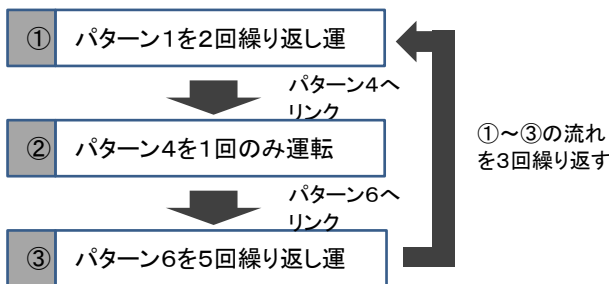 ① パターン1を2回繰り返し運
パターン4へ
リンク
② パターン4を1回のみ運転
パターン6へ
リンク
③ パターン6を5回繰り返し運
①～③の流れ
を3回繰り返す